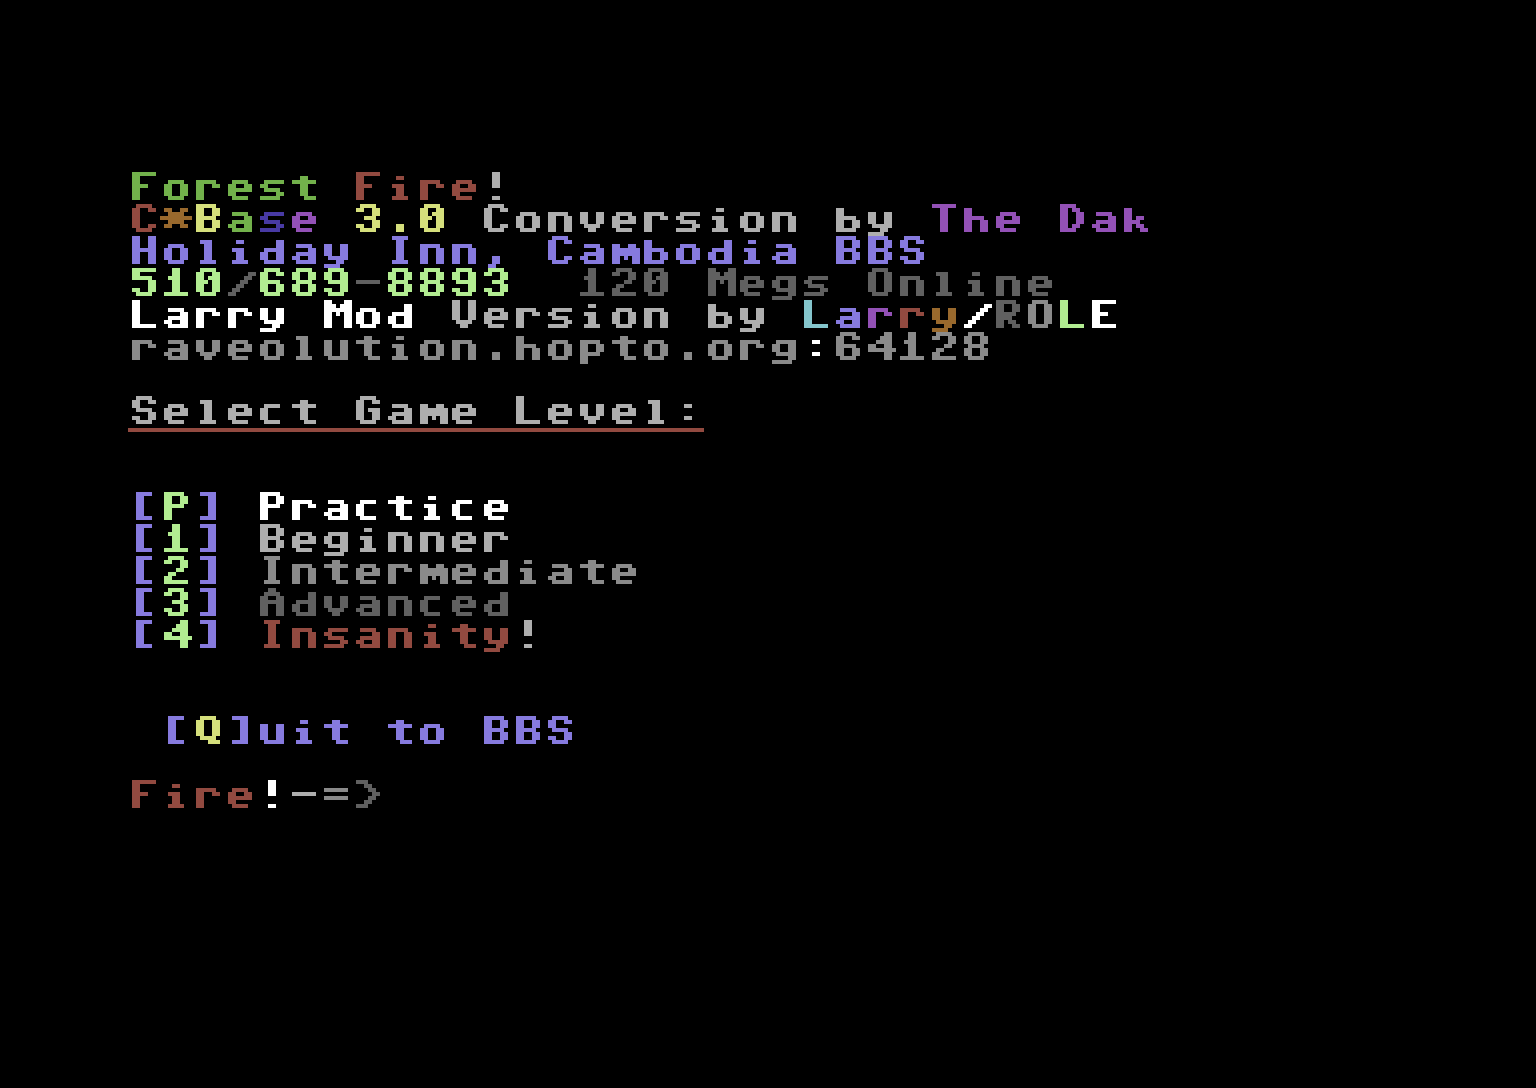 Forest Fire!
C*Base 3.0 Conversion by The Dak
Holiday Inn, Cambodia BBS
510/689-8893  120 Megs Online
Larry Mod Version by Larry/ROLE
raveolution.hopto.org:64128
Select Game Level:
[P] Practice
[1] Beginner
[2] Intermediate
[3] Advanced
[4] Insanity!
[Q]uit to BBS
Fire!-=>